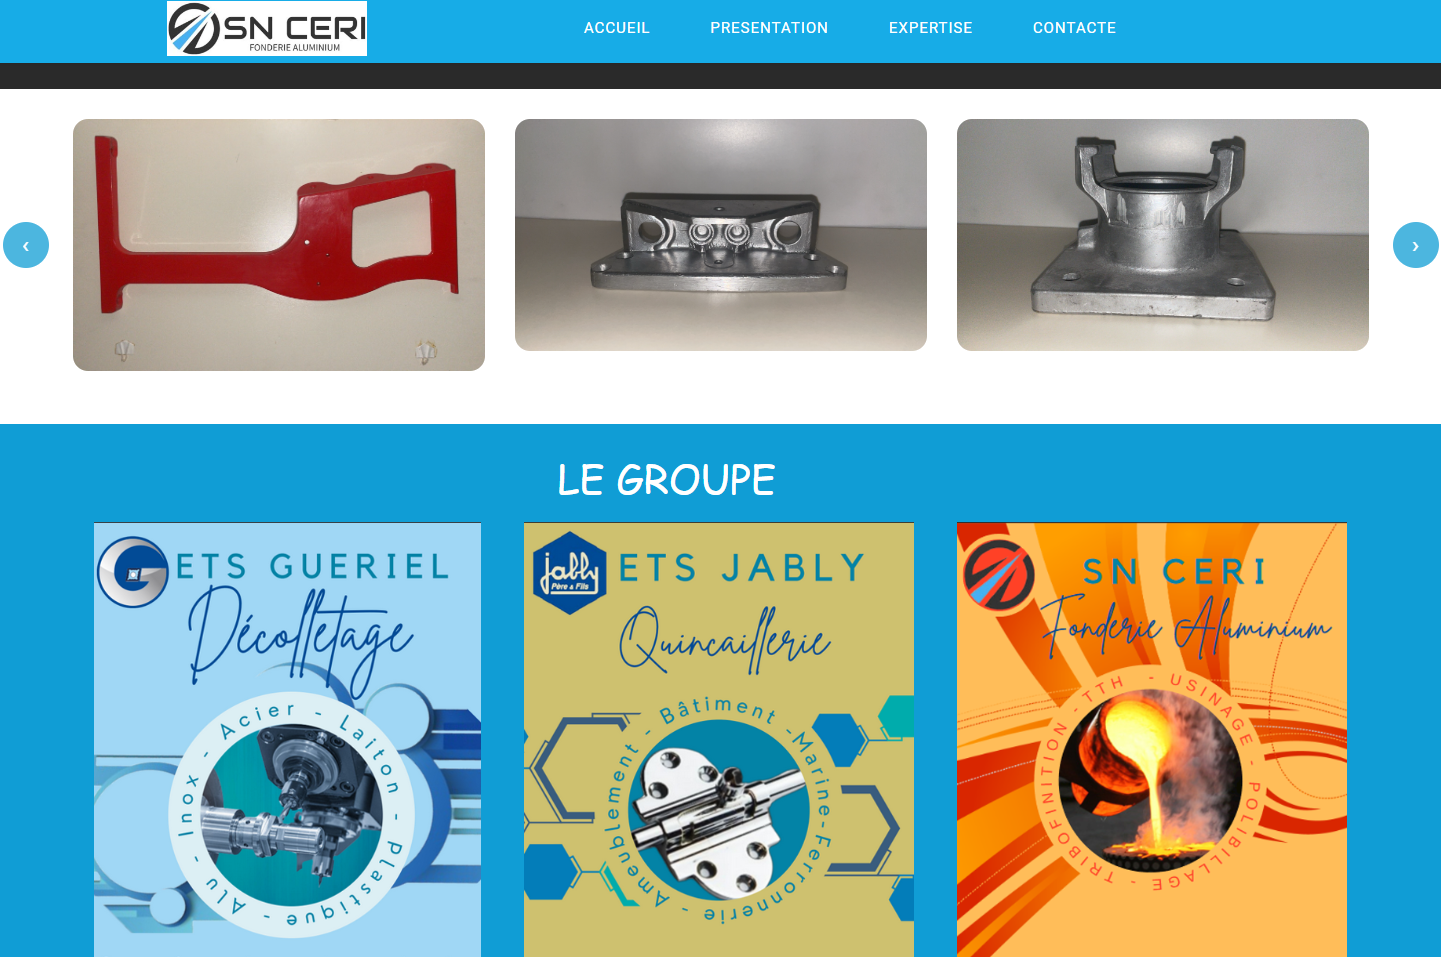 SN CERI
FONDERIE ALUMINIUM
ACCUEIL
PRESENTATION
EXPERTISE
CONTACTE
‹
›
LE GROUPE
ETS GUERIEL
Décolletage
Inox - Acier - Laiton - Plastique - Alu -
jably
Père & Fils
ETS JABLY
Quincaillerie
Bâtiment - Marine - Ferronnerie - Ameublement -
SN CERI
Fonderie Aluminium
- USINAGE - POLIBILLAGE - TRIBOFINITION - TTH